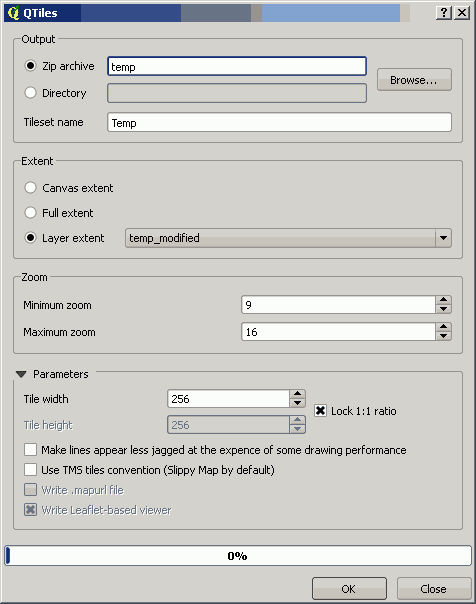 QTiles
Output
Zip archive
temp
Browse...
Directory
Tileset name
Temp
Extent
Canvas extent
Full extent
Layer extent
temp_modified
Zoom
Minimum zoom
9
Maximum zoom
16
Parameters
Tile width
256
Lock 1:1 ratio
Tile height
256
Make lines appear less jagged at the expence of some drawing performance
Use TMS tiles convention (Slippy Map by default)
Write .mapurl file
Write Leaflet-based viewer
0%
OK
Close